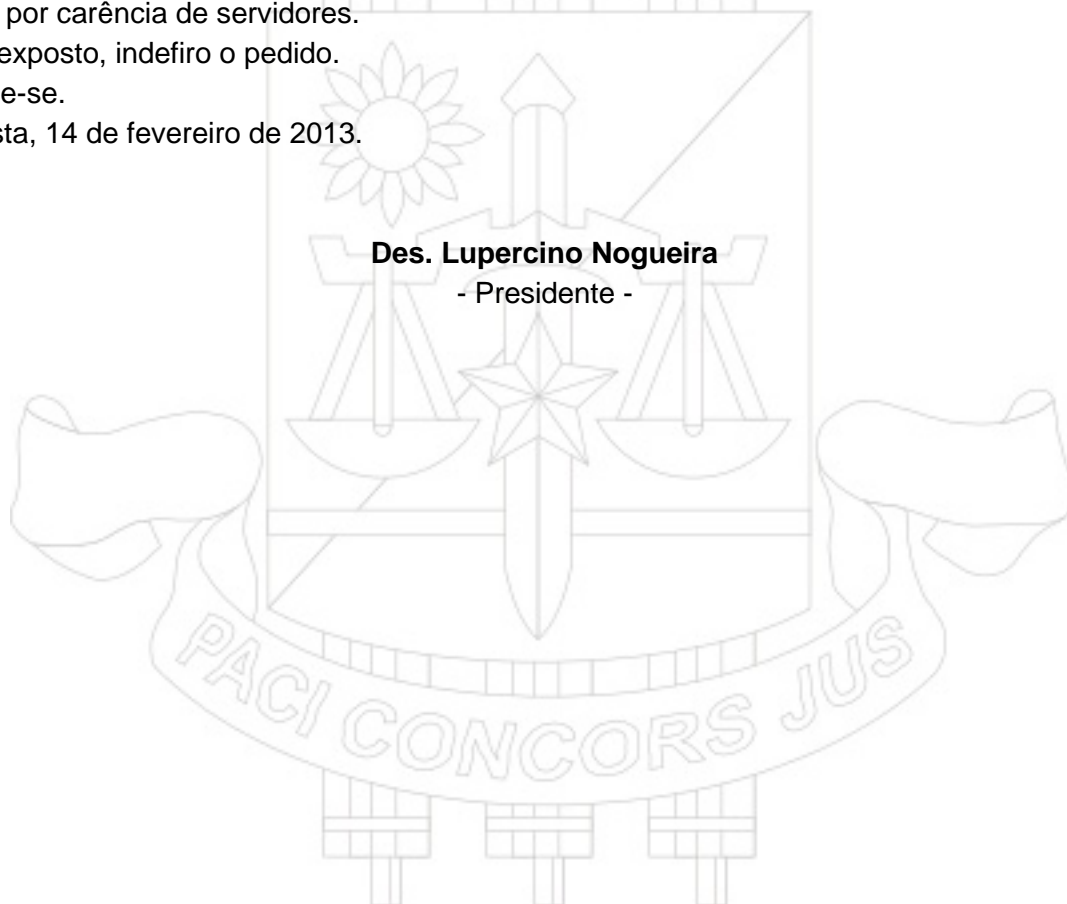 por carência de servidores.
exposto, indefiro o pedido.
e-se.
sta, 14 de fevereiro de 2013.
Des. Lupercino Nogueira
- Presidente -
PACI CONCORS JUS